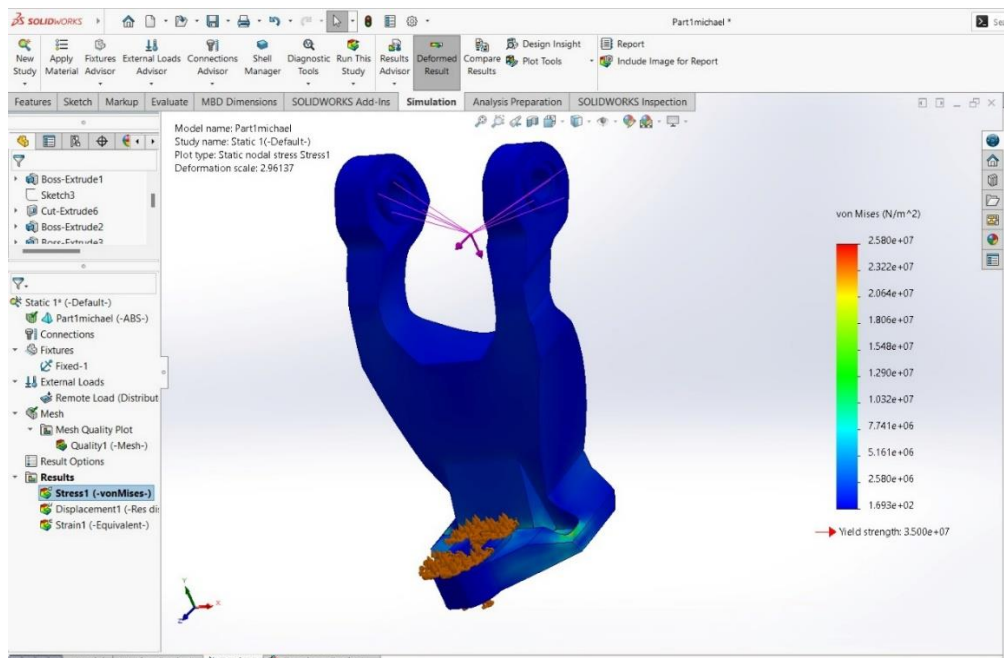 SOLIDWORKS
Part1michael *
New Study
Apply Material
Fixtures Advisor
External Loads Advisor
Connections Advisor
Shell Manager
Diagnostic Tools
Run This Study
Results Advisor
Deformed Result
Compare Results
Design Insight
Plot Tools
Report
Include Image for Report
Features Sketch Markup Evaluate MBD Dimensions SOLIDWORKS Add-Ins Simulation Analysis Preparation SOLIDWORKS Inspection
Boss-Extrude1
Sketch3
Cut-Extrude6
Boss-Extrude2
Boss-Extrude3
Static 1* (-Default-)
Part1michael (-ABS-)
Connections
Fixtures
Fixed-1
External Loads
Remote Load (Distribut
Mesh
Mesh Quality Plot
Quality1 (-Mesh-)
Result Options
Results
Stress1 (-vonMises-)
Displacement1 (-Res di
Strain1 (-Equivalent-)
Model name: Part1michael
Study name: Static 1(-Default-)
Plot type: Static nodal stress Stress1
Deformation scale: 2.96137
Y
X
Z
von Mises (N/m^2)
2.580e+07
2.322e+07
2.064e+07
1.806e+07
1.548e+07
1.290e+07
1.032e+07
7.741e+06
5.161e+06
2.580e+06
1.693e+02
Yield strength: 3.500e+07